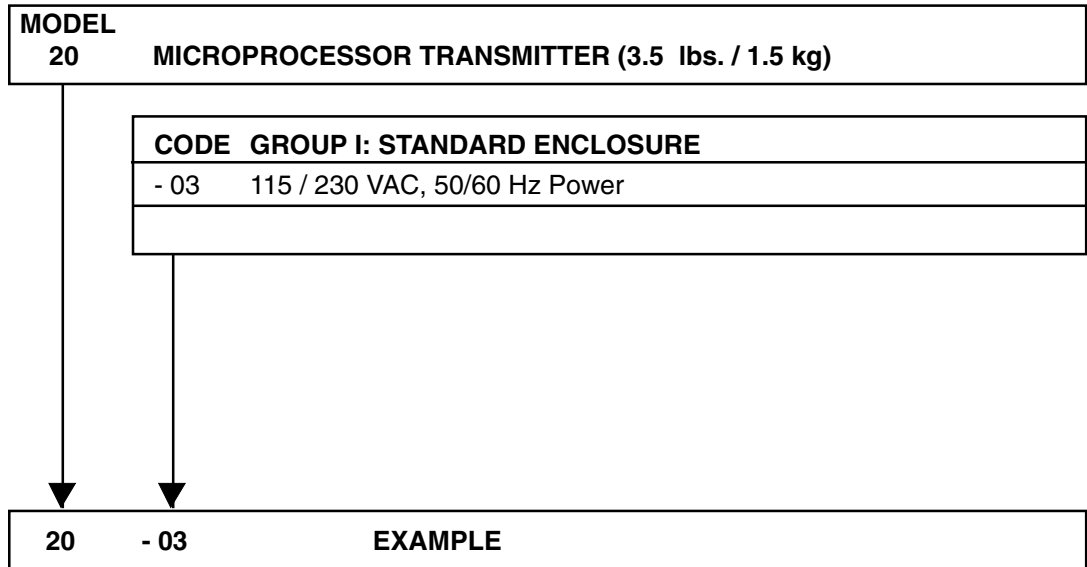 MODEL
20 MICROPROCESSOR TRANSMITTER (3.5 lbs. / 1.5 kg)
CODE GROUP I: STANDARD ENCLOSURE
- 03 115 / 230 VAC, 50/60 Hz Power
20 - 03 EXAMPLE